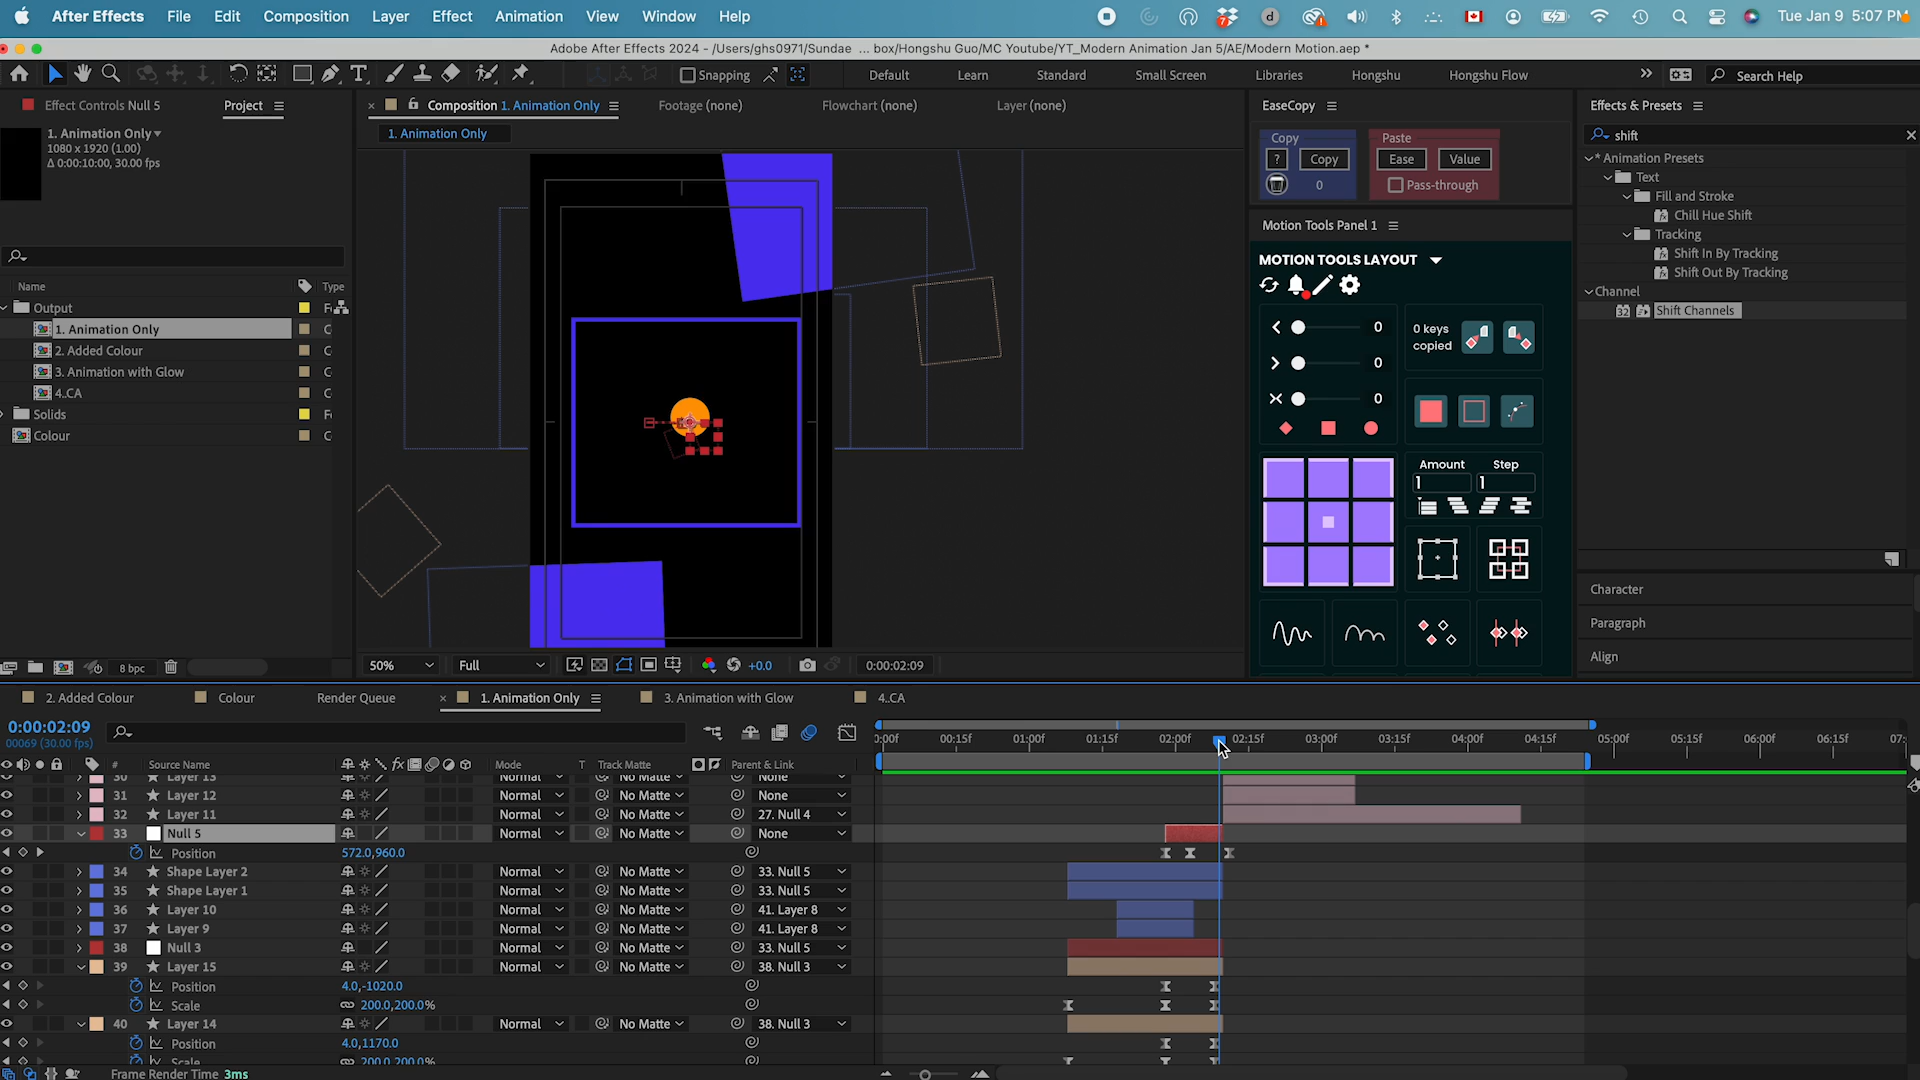 After Effects File Edit Composition Layer Effect Animation View Window Help
7 d Tue Jan 9 5:07 PM
Adobe After Effects 2024 - /Users/ghs0971/Sundae ... box/Hongshu Guo/MC Youtube/YT_Modern Animation Jan 5/AE/Modern Motion.aep *
T Snapping Default Learn Standard Small Screen Libraries Hongshu Hongshu Flow Search Help
Effect Controls Null 5 Project
1. Animation Only
1080 x 1920 (1.00)
Δ 0:00:10:00, 30.00 fps
Name Type
Output
1. Animation Only
2. Added Colour
3. Animation with Glow
4..CA
Solids
Colour
8 bpc
Composition 1. Animation Only Footage (none) Flowchart (none) Layer (none)
1. Animation Only
50% Full +0.0 0:00:02:09
EaseCopy
Copy Paste
? Copy Ease Value
0 Pass-through
Motion Tools Panel 1
MOTION TOOLS LAYOUT
0 0 keys copied
0
0
Amount Step
1 1
Effects & Presets
shift
* Animation Presets
Text
Fill and Stroke
Chill Hue Shift
Tracking
Shift In By Tracking
Shift Out By Tracking
Channel
32 Shift Channels
Character
Paragraph
Align
2. Added Colour Colour Render Queue 1. Animation Only 3. Animation with Glow 4.CA
0:00:02:09
00069 (30.00 fps)
:00f 00:15f 01:00f 01:15f 02:00f 02:15f 03:00f 03:15f 04:00f 04:15f 05:00f 05:15f 06:00f 06:15f 07:
# Source Name fx Mode T Track Matte Parent & Link
30 Layer 13 Normal No Matte None
31 Layer 12 Normal No Matte None
32 Layer 11 Normal No Matte 27. Null 4
33 Null 5 Normal No Matte None
Position 572.0,960.0
34 Shape Layer 2 Normal No Matte 33. Null 5
35 Shape Layer 1 Normal No Matte 33. Null 5
36 Layer 10 Normal No Matte 41. Layer 8
37 Layer 9 Normal No Matte 41. Layer 8
38 Null 3 Normal No Matte 33. Null 5
39 Layer 15 Normal No Matte 38. Null 3
Position 4.0,-1020.0
Scale 200.0,200.0%
40 Layer 14 Normal No Matte 38. Null 3
Position 4.0,1170.0
Scale 200.0,200.0%
Frame Render Time 3ms